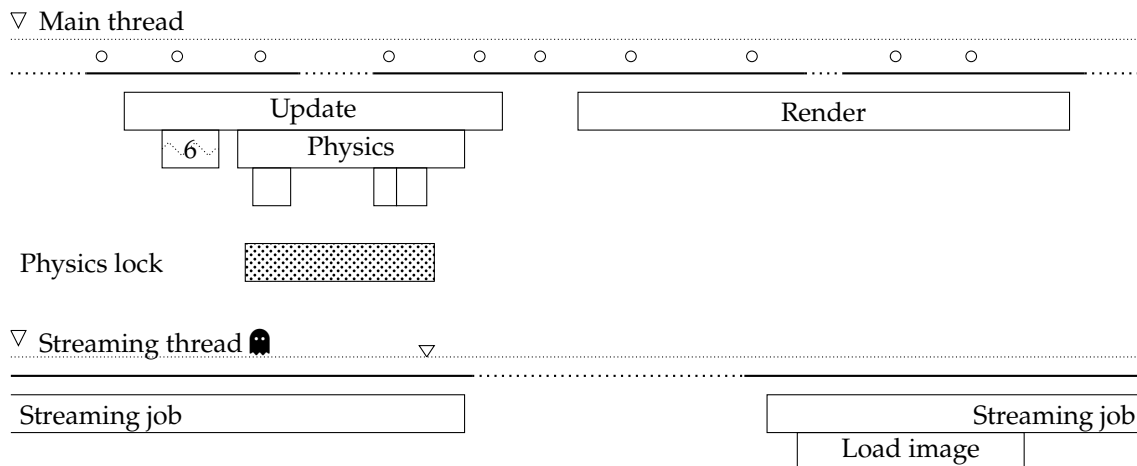 Main thread
Update
Render
6
Physics
Physics lock
Streaming thread
Streaming job
Streaming job
Load image